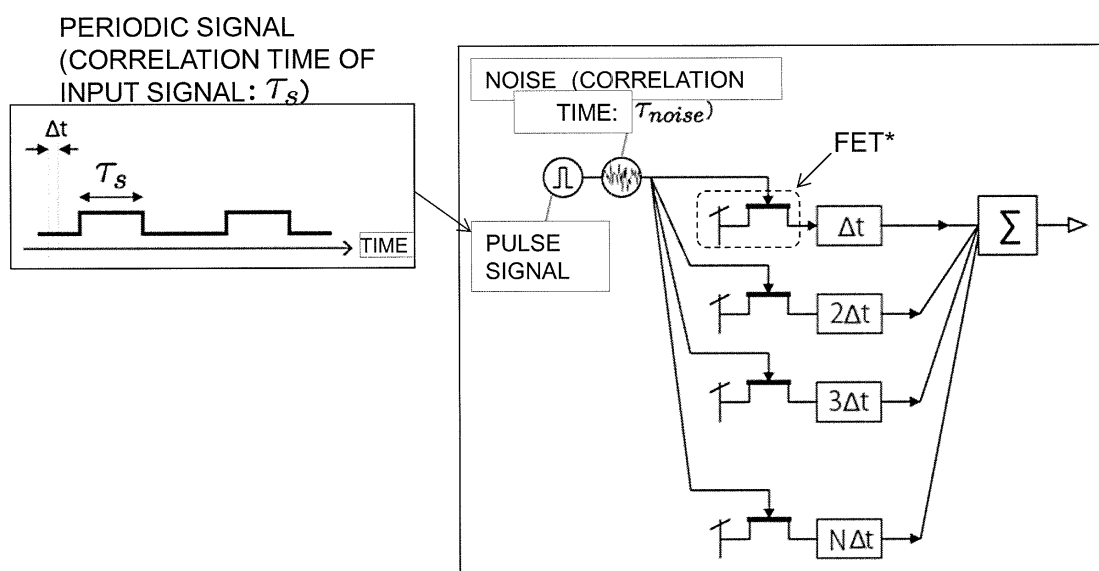 PERIODIC SIGNAL
(CORRELATION TIME OF
INPUT SIGNAL: τs)
Δt
τs
TIME
NOISE (CORRELATION
TIME: τnoise)
PULSE
SIGNAL
FET*
Δt
2Δt
3Δt
NΔt
Σ